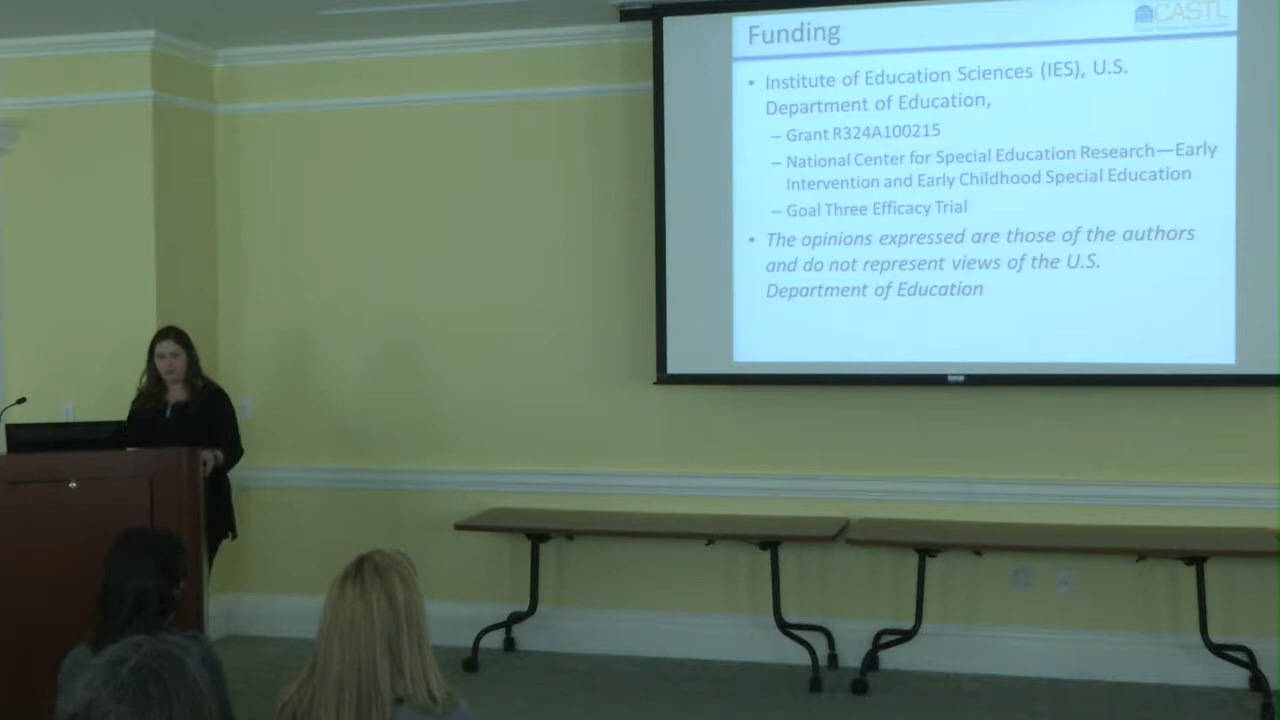 CASTL
Funding
• Institute of Education Sciences (IES), U.S.
Department of Education,
– Grant R324A100215
– National Center for Special Education Research—Early
Intervention and Early Childhood Special Education
– Goal Three Efficacy Trial
• The opinions expressed are those of the authors
and do not represent views of the U.S.
Department of Education